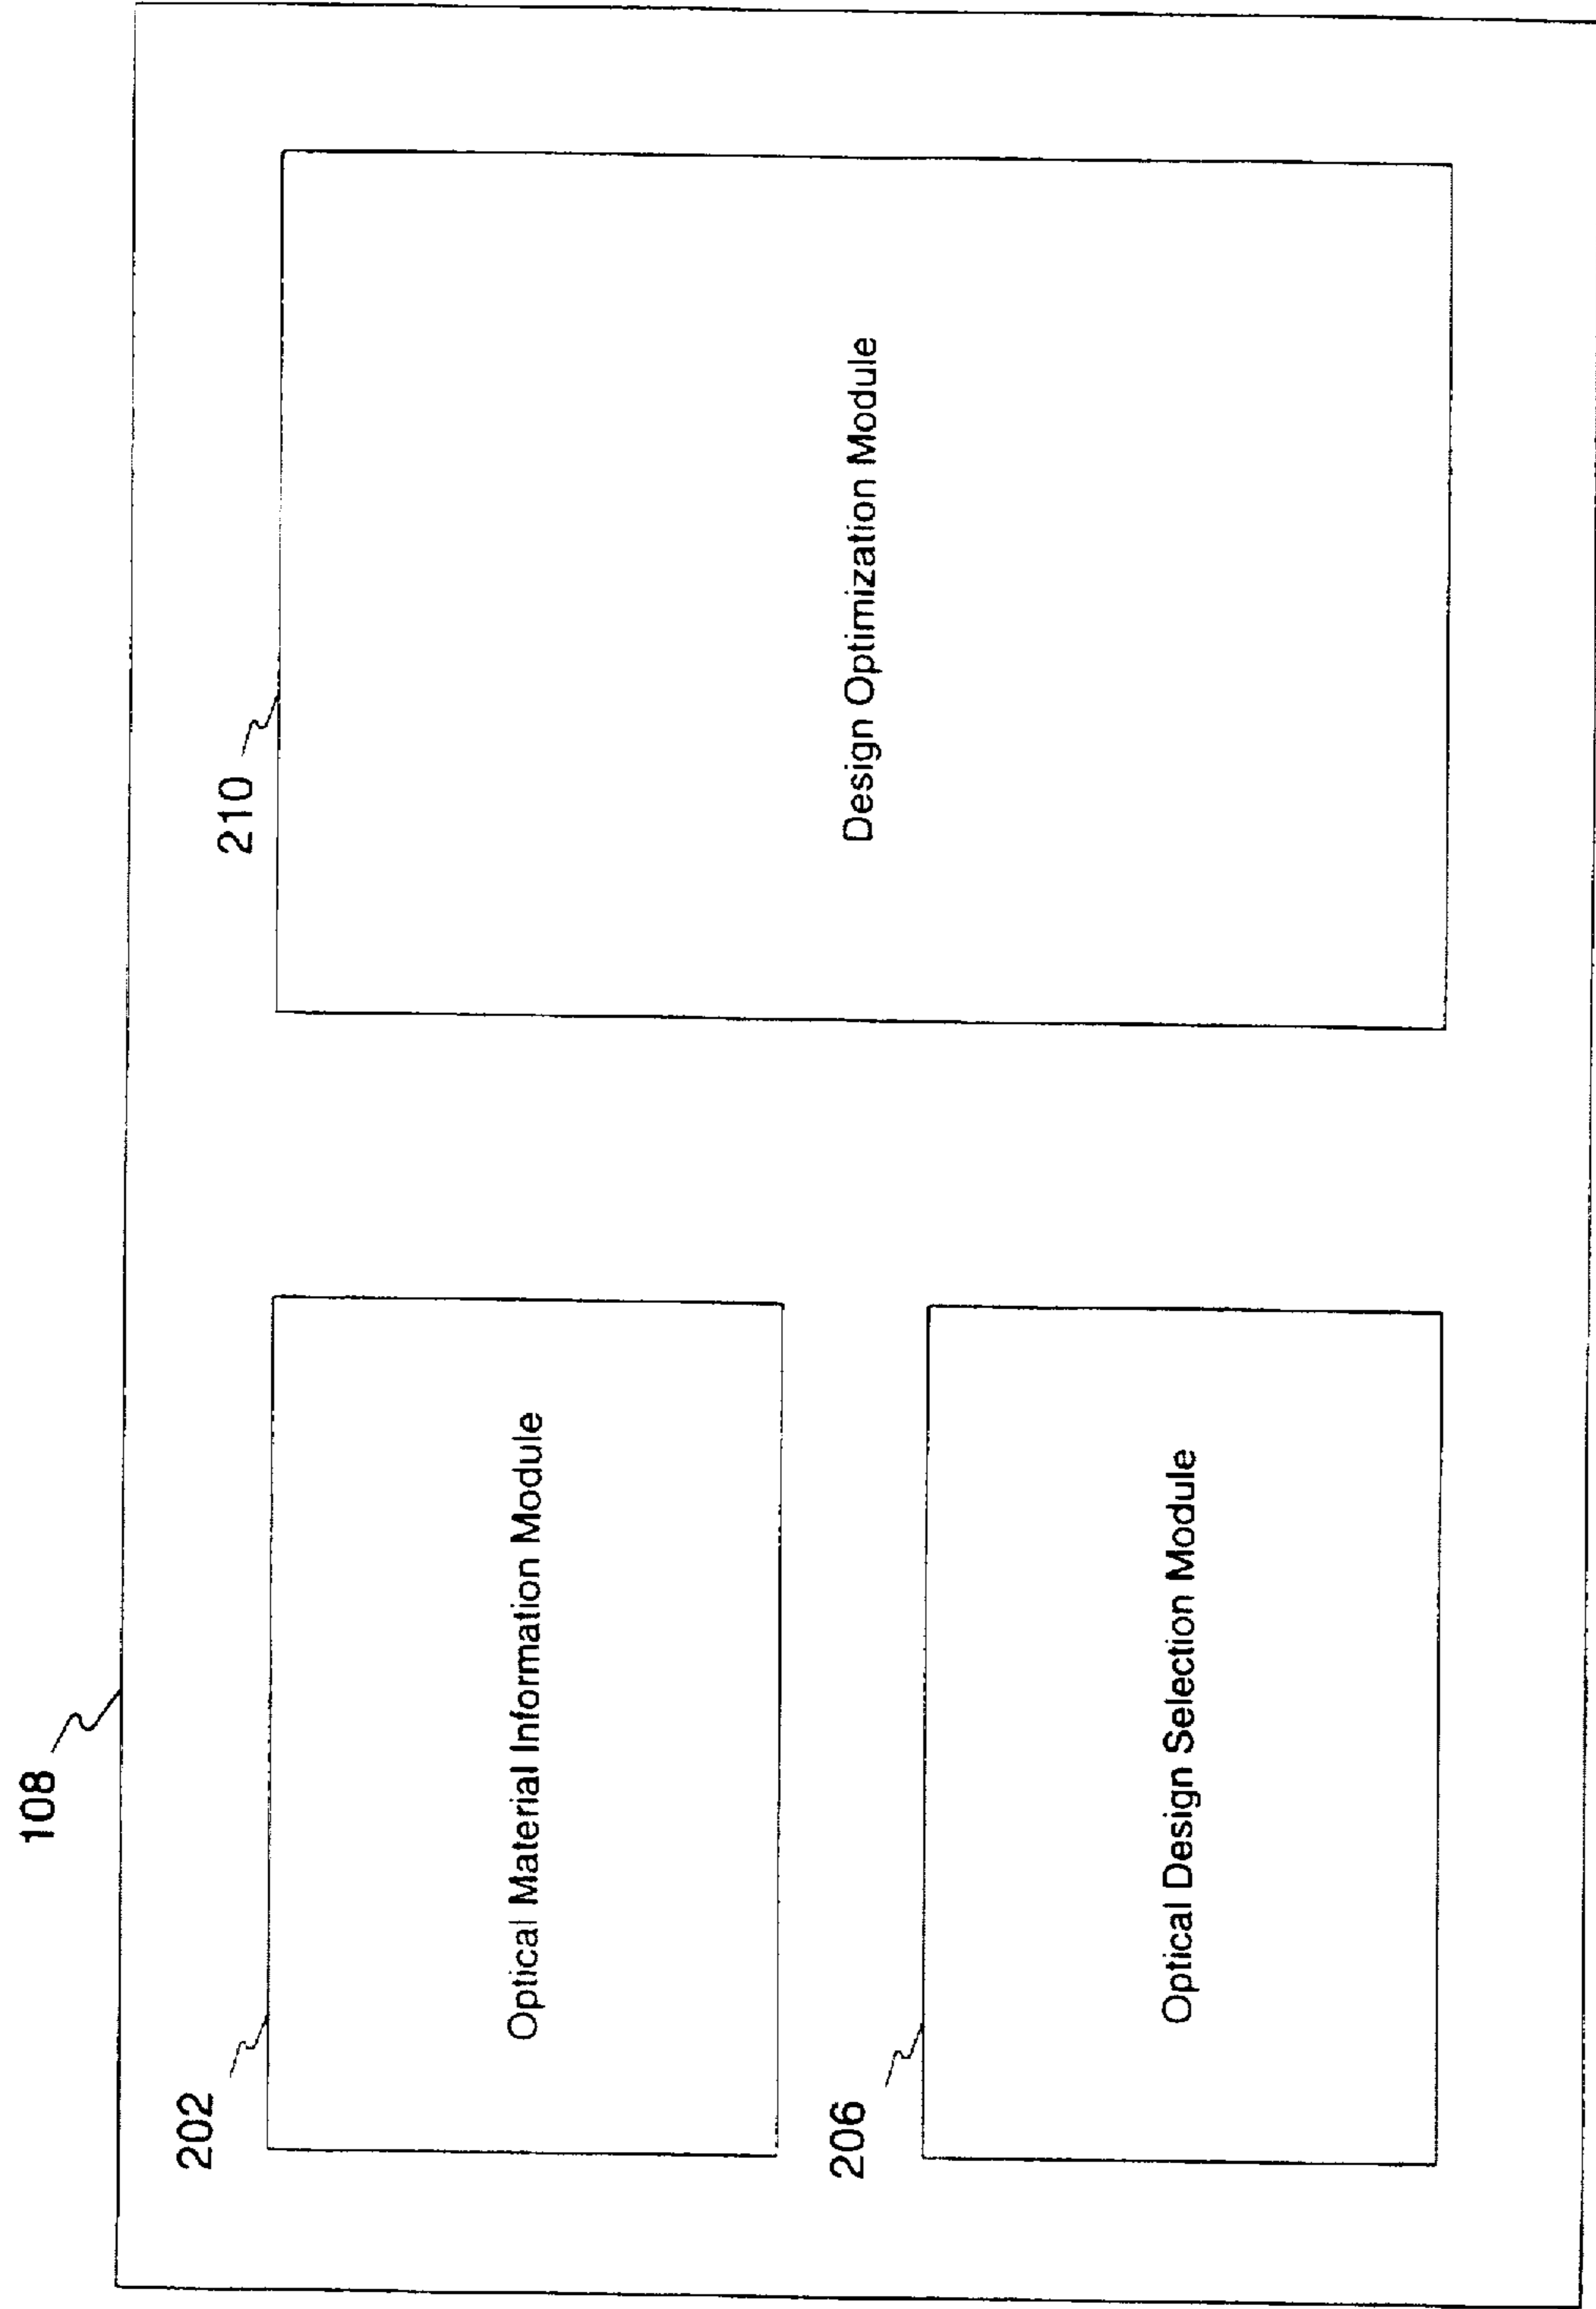 108
202
Optical Material Information Module
210
Design Optimization Module
206
Optical Design Selection Module